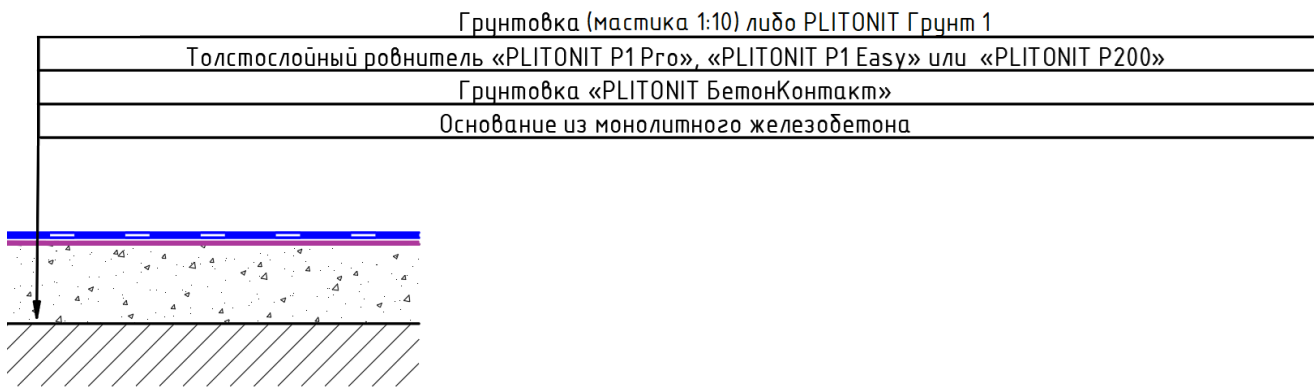 Грунтовка (мастика 1:10) либо PLITONIT Грунт 1
Толстослойный ровнитель «PLITONIT P1 Pro», «PLITONIT P1 Easy» или «PLITONIT P200»
Грунтовка «PLITONIT БетонКонтакт»
Основание из монолитного железобетона